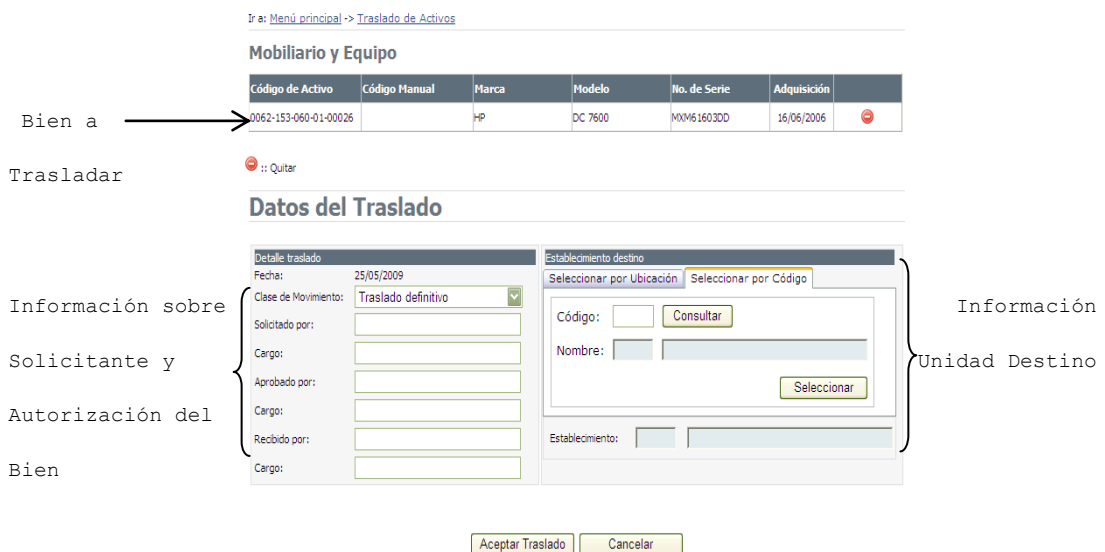 Ir a: Menú principal -> Traslado de Activos
Mobiliario y Equipo
Código de Activo Código Manual Marca Modelo No. de Serie Adquisición
0062-153-060-01-00026 HP DC 7600 MXM61603DD 16/06/2006
Bien a
Trasladar
:: Quitar
Datos del Traslado
Detalle traslado
Fecha: 25/05/2009
Clase de Movimiento: Traslado definitivo
Solicitado por:
Cargo:
Aprobado por:
Cargo:
Recibido por:
Cargo:
Información sobre
Solicitante y
Autorización del
Bien
Establecimiento destino
Seleccionar por Ubicación Seleccionar por Código
Código: Consultar
Nombre:
Seleccionar
Establecimiento:
Información
Unidad Destino
Aceptar Traslado Cancelar